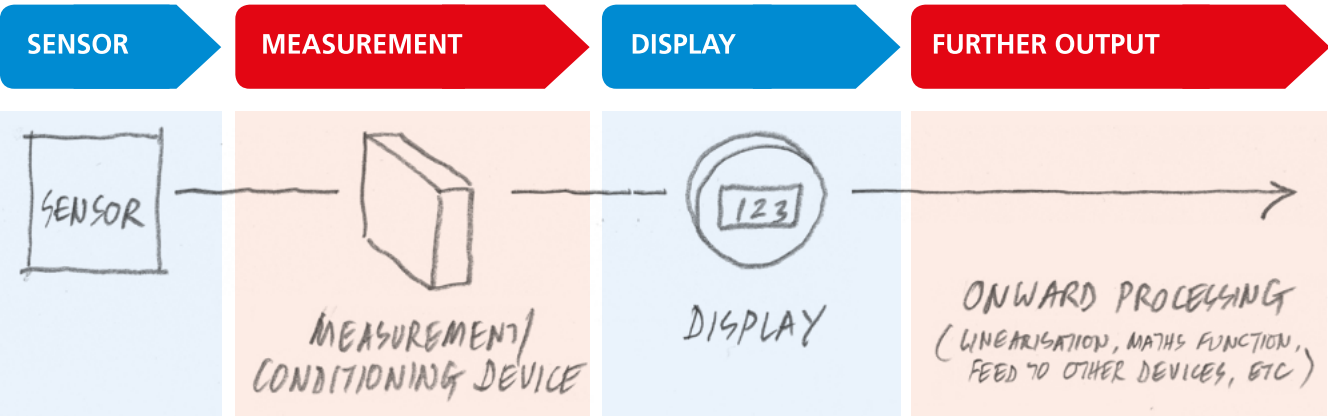 SENSOR
MEASUREMENT
DISPLAY
FURTHER OUTPUT
SENSOR
123
MEASUREMENT/
CONDITIONING DEVICE
DISPLAY
ONWARD PROCESSING
(LINEARISATION, MATHS FUNCTION,
FEED TO OTHER DEVICES, ETC)